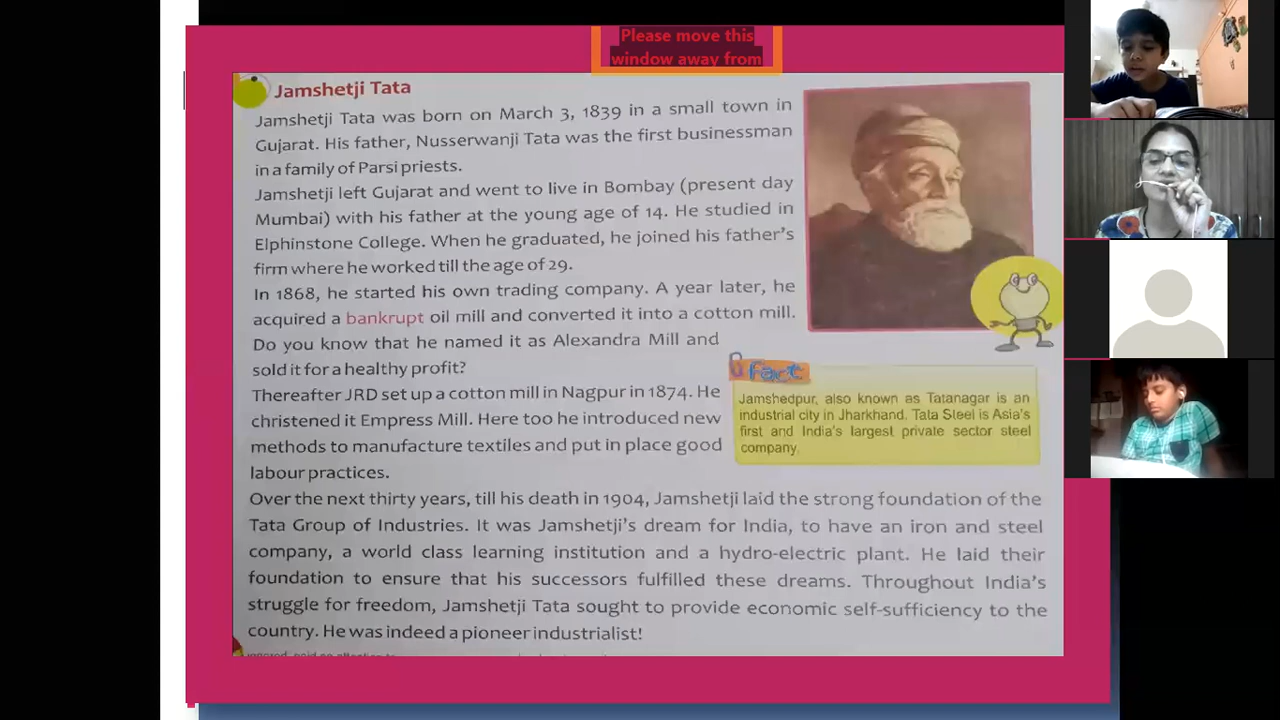 Please move this
window away from
Jamshetji Tata
Jamshetji Tata was born on March 3, 1839 in a small town in
Gujarat. His father, Nusserwanji Tata was the first businessman
in a family of Parsi priests.
Jamshetji left Gujarat and went to live in Bombay (present day
Mumbai) with his father at the young age of 14. He studied in
Elphinstone College. When he graduated, he joined his father's
firm where he worked till the age of 29.
In 1868, he started his own trading company. A year later, he
acquired a bankrupt oil mill and converted it into a cotton mill.
Do you know that he named it as Alexandra Mill and
sold it for a healthy profit?
Thereafter JRD set up a cotton mill in Nagpur in 1874. He
christened it Empress Mill. Here too he introduced new
methods to manufacture textiles and put in place good
labour practices.
fact
Jamshedpur, also known as Tatanagar is an
industrial city in Jharkhand. Tata Steel is Asia's
first and India's largest private sector steel
company.
Over the next thirty years, till his death in 1904, Jamshetji laid the strong foundation of the
Tata Group of Industries. It was Jamshetji's dream for India, to have an iron and steel
company, a world class learning institution and a hydro-electric plant. He laid their
foundation to ensure that his successors fulfilled these dreams. Throughout India's
struggle for freedom, Jamshetji Tata sought to provide economic self-sufficiency to the
country. He was indeed a pioneer industrialist!